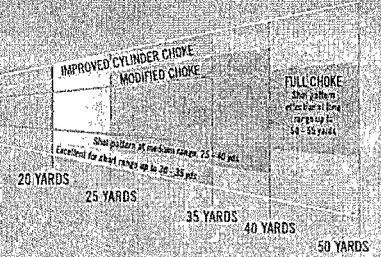 IMPROVED CYLINDER CHOKE
MODIFIED CHOKE
FULL CHOKE
Shot pattern
effective at long
range up to
50 - 55 yards
Shot pattern at medium range, 25 - 40 yds.
Excellent for short range up to 30 - 35 yds.
20 YARDS
25 YARDS
35 YARDS
40 YARDS
50 YARDS